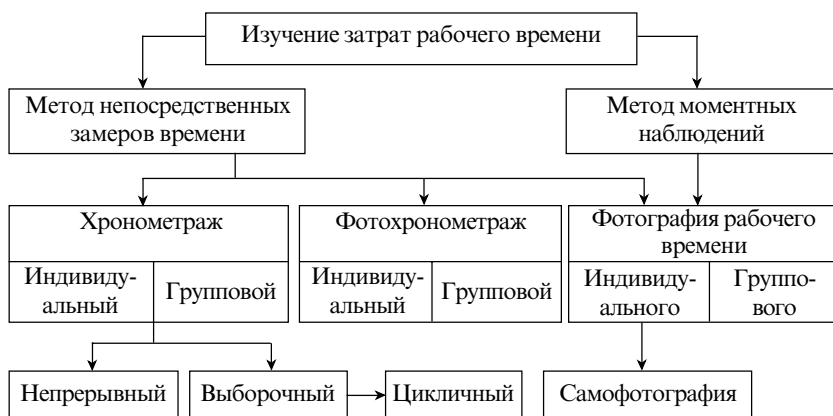 Изучение затрат рабочего времени
Метод непосредственных
замеров времени
Метод моментных
наблюдений
Хронометраж
Индивиду-
альный
Групповой
Фотохронометраж
Индивиду-
альный
Групповой
Фотография рабочего
времени
Индивиду-
ального
Группо-
вого
Непрерывный
Выборочный
Цикличный
Самофотография